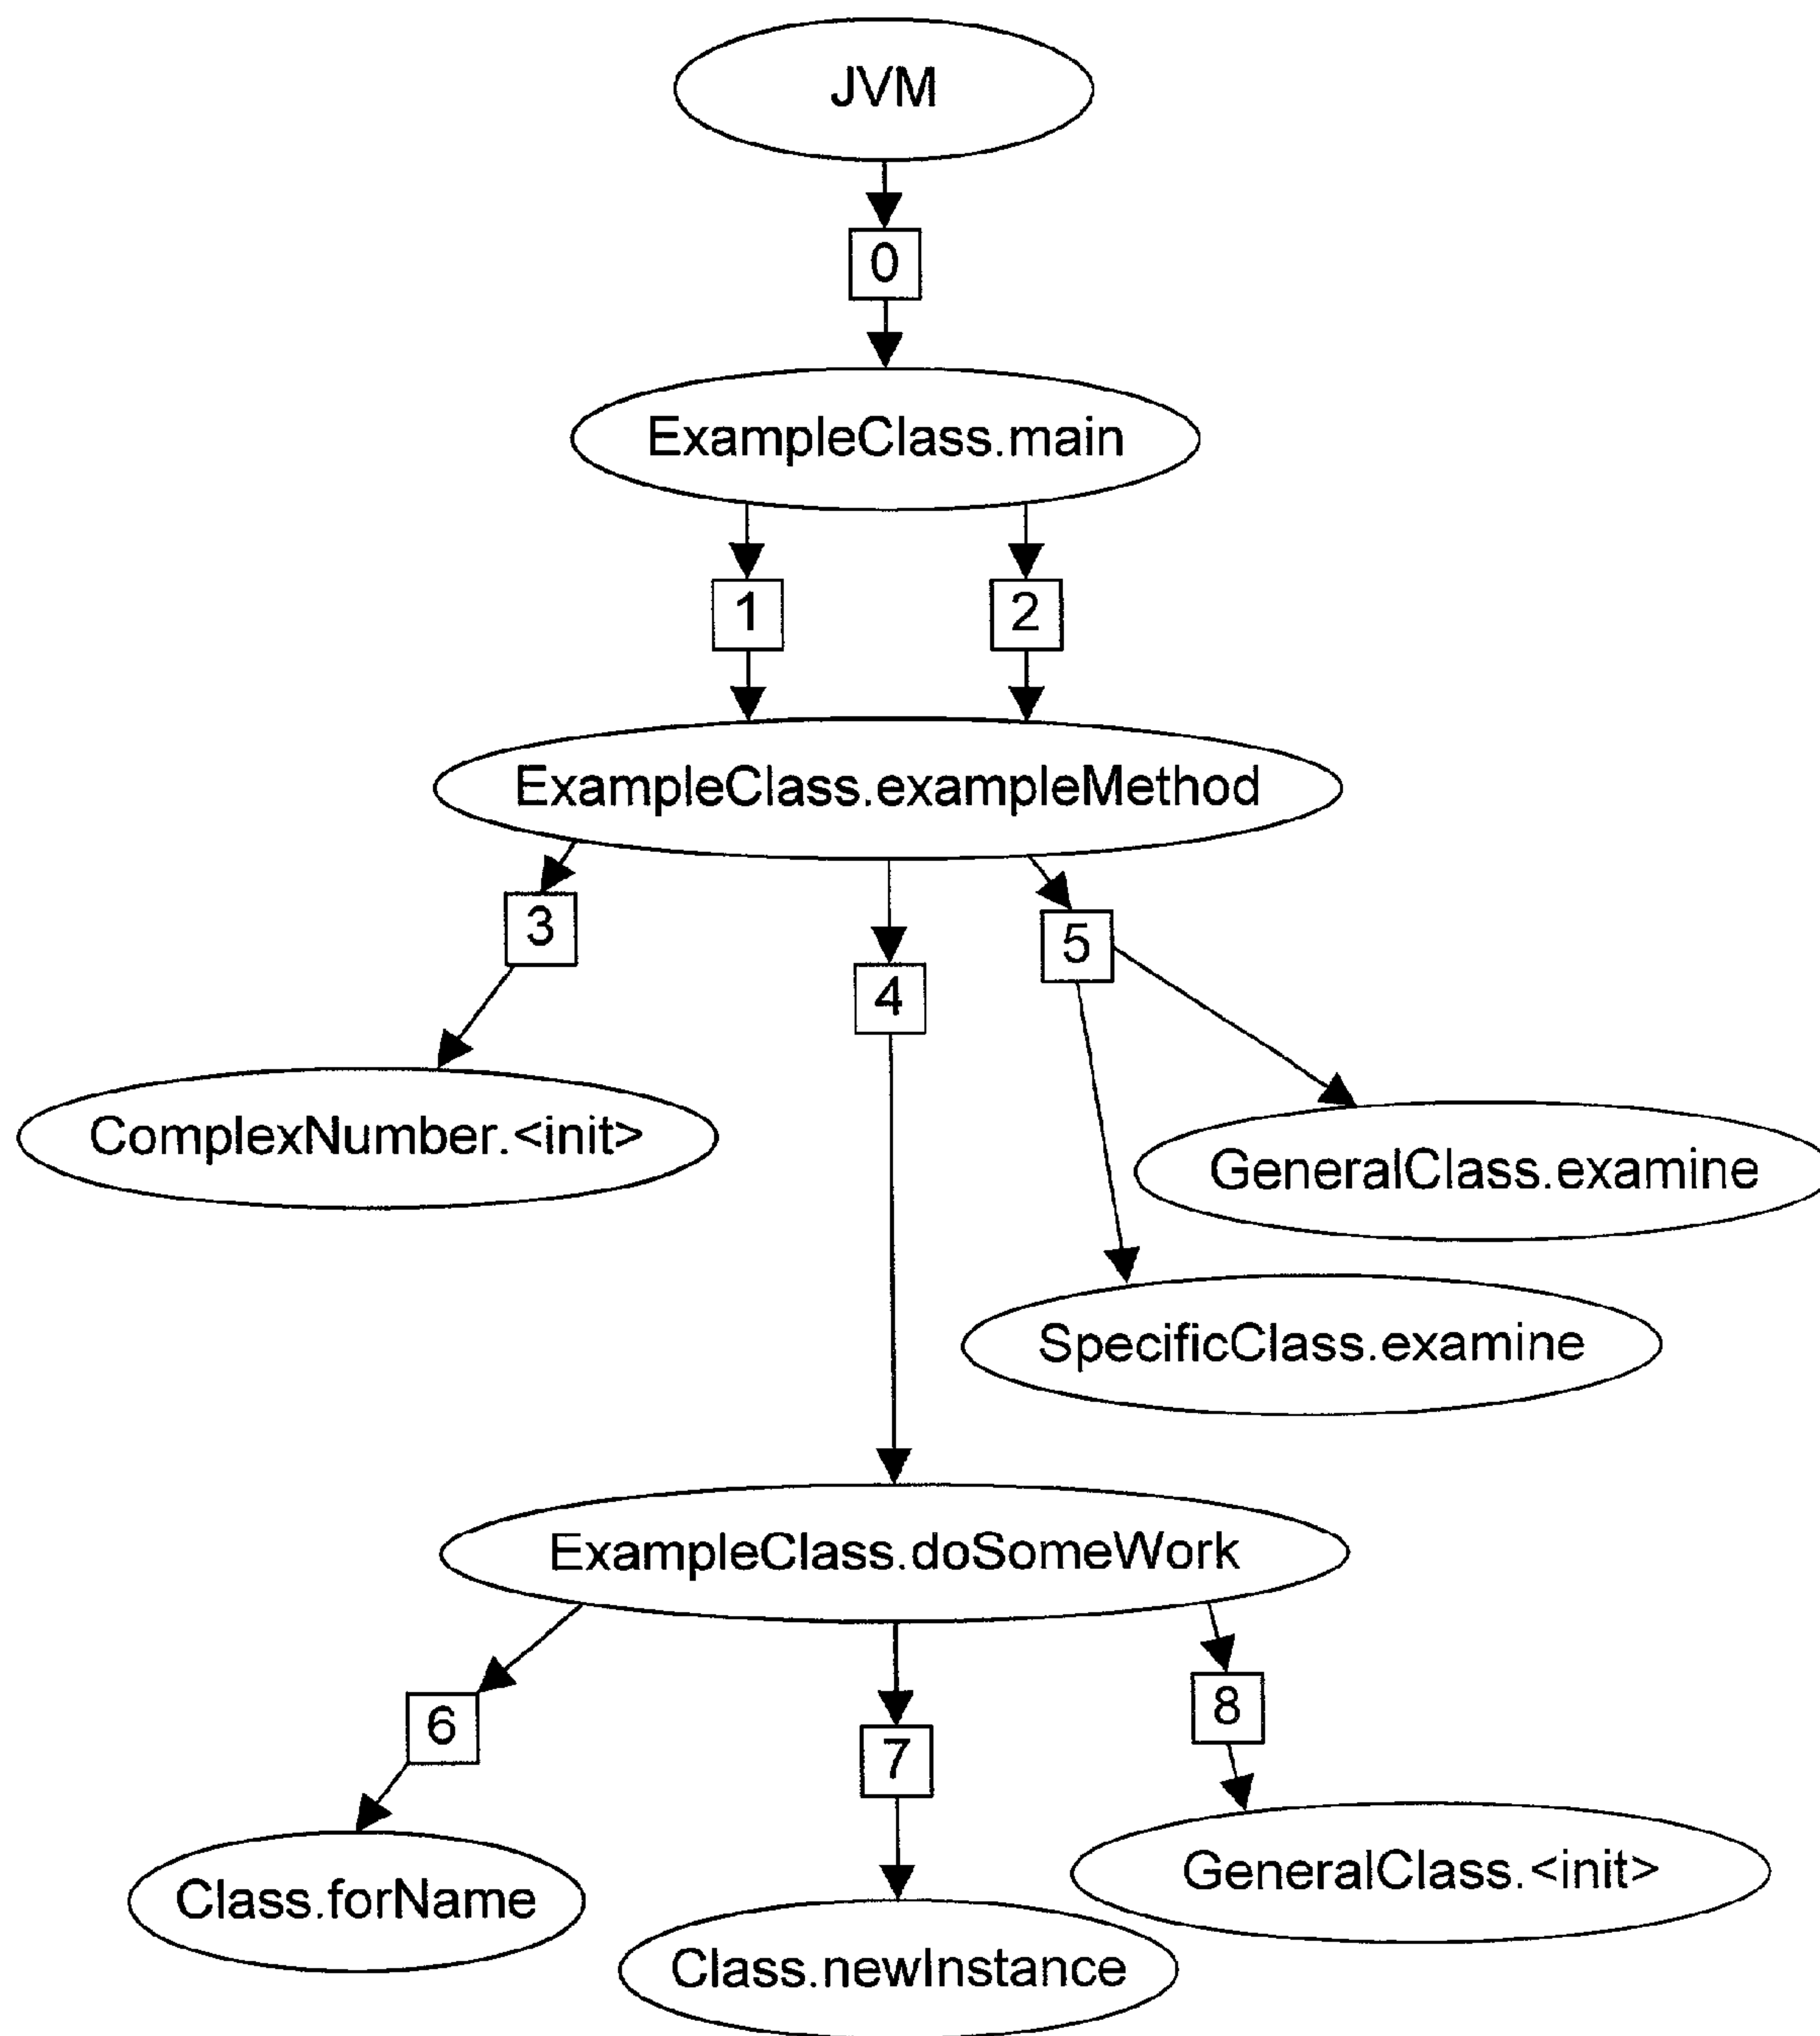 JVM
0
ExampleClass.main
1
2
ExampleClass.exampleMethod
3
4
5
ComplexNumber.<init>
GeneralClass.examine
SpecificClass.examine
ExampleClass.doSomeWork
6
7
8
Class.forName
Class.newInstance
GeneralClass.<init>